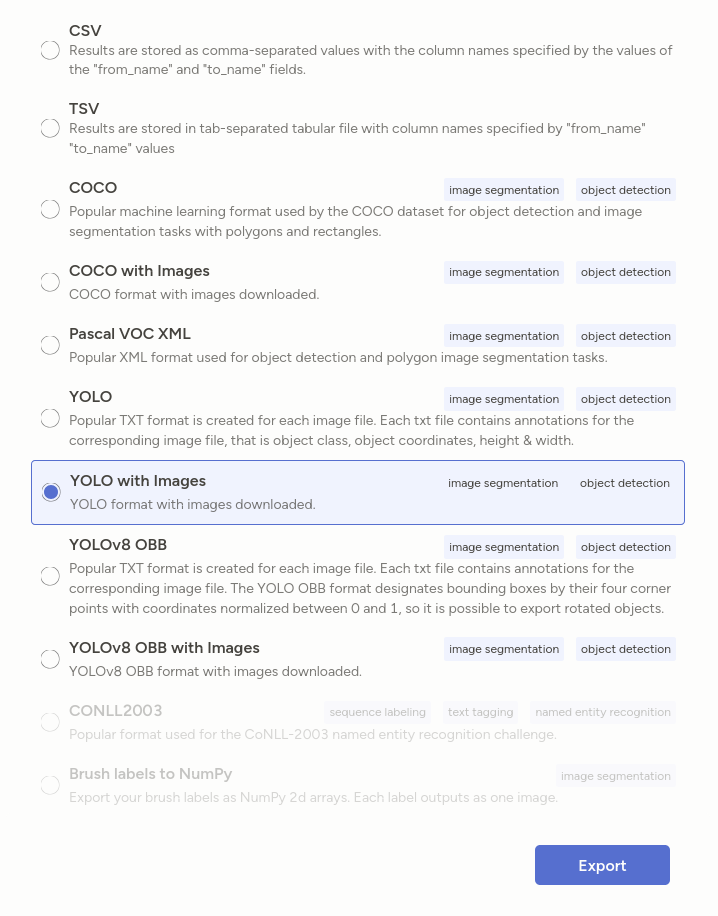 CSV
Results are stored as comma-separated values with the column names specified by the values of
the "from_name" and "to_name" fields.
TSV
Results are stored in tab-separated tabular file with column names specified by "from_name"
"to_name" values
COCO image segmentation object detection
Popular machine learning format used by the COCO dataset for object detection and image
segmentation tasks with polygons and rectangles.
COCO with Images image segmentation object detection
COCO format with images downloaded.
Pascal VOC XML image segmentation object detection
Popular XML format used for object detection and polygon image segmentation tasks.
YOLO image segmentation object detection
Popular TXT format is created for each image file. Each txt file contains annotations for the
corresponding image file, that is object class, object coordinates, height & width.
YOLO with Images image segmentation object detection
YOLO format with images downloaded.
YOLOv8 OBB image segmentation object detection
Popular TXT format is created for each image file. Each txt file contains annotations for the
corresponding image file. The YOLO OBB format designates bounding boxes by their four corner
points with coordinates normalized between 0 and 1, so it is possible to export rotated objects.
YOLOv8 OBB with Images image segmentation object detection
YOLOv8 OBB format with images downloaded.
CONLL2003 sequence labeling text tagging named entity recognition
Popular format used for the CoNLL-2003 named entity recognition challenge.
Brush labels to NumPy image segmentation
Export your brush labels as NumPy 2d arrays. Each label outputs as one image.
Export